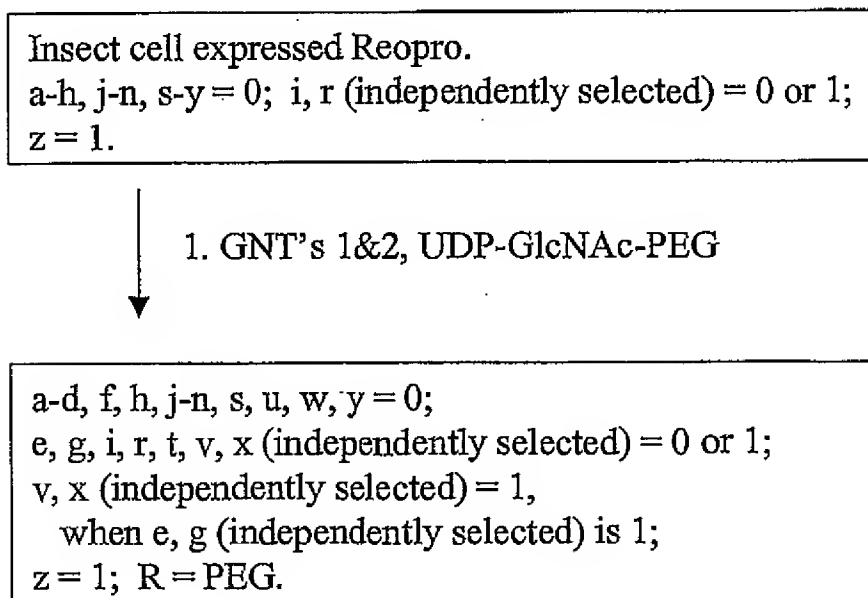 Insect cell expressed Reopro.
a-h, j-n, s-y = 0; i, r (independently selected) = 0 or 1;
z = 1.
1. GNT's 1&2, UDP-GlcNAc-PEG
a-d, f, h, j-n, s, u, w, y = 0;
e, g, i, r, t, v, x (independently selected) = 0 or 1;
v, x (independently selected) = 1,
when e, g (independently selected) is 1;
z = 1; R = PEG.